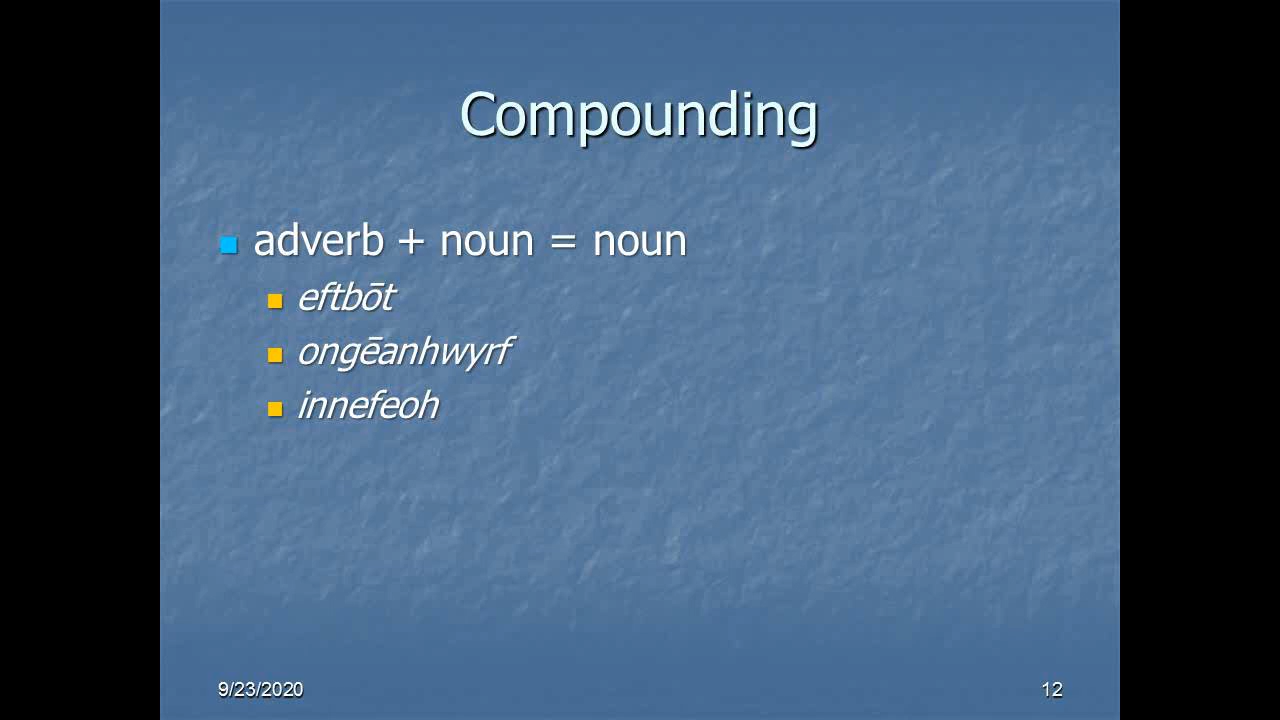 Compounding
adverb + noun = noun
eftbōt
ongēanhwyrf
innefeoh
9/23/2020
12